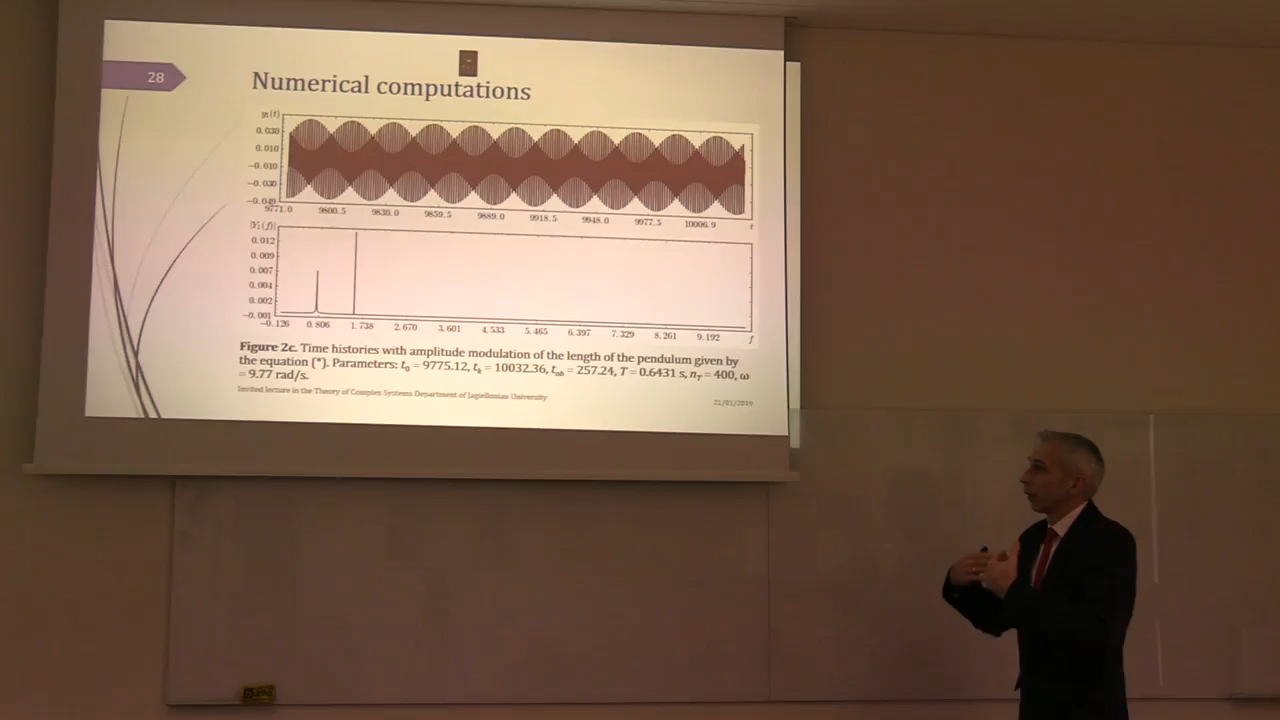 28
Numerical computations
y₁(t)
0.030
0.010
−0.010
−0.030
−0.049
9771.0 9800.5 9830.0 9859.5 9889.0 9918.5 9948.0 9977.5 10006.9 t
|Y₁(f)|
0.012
0.009
0.007
0.004
0.002
−0.001
−0.126 0.806 1.738 2.670 3.601 4.533 5.465 6.397 7.329 8.261 9.192 f
Figure 2c. Time histories with amplitude modulation of the length of the pendulum given by
the equation (*). Parameters: t₀ = 9775.12, tₖ = 10032.36, tₙₕ = 257.24, T = 0.6431 s, n_T = 400, ω
= 9.77 rad/s.
Invited lecture in the Theory of Complex Systems Department of Jagiellonian University
21/01/2019